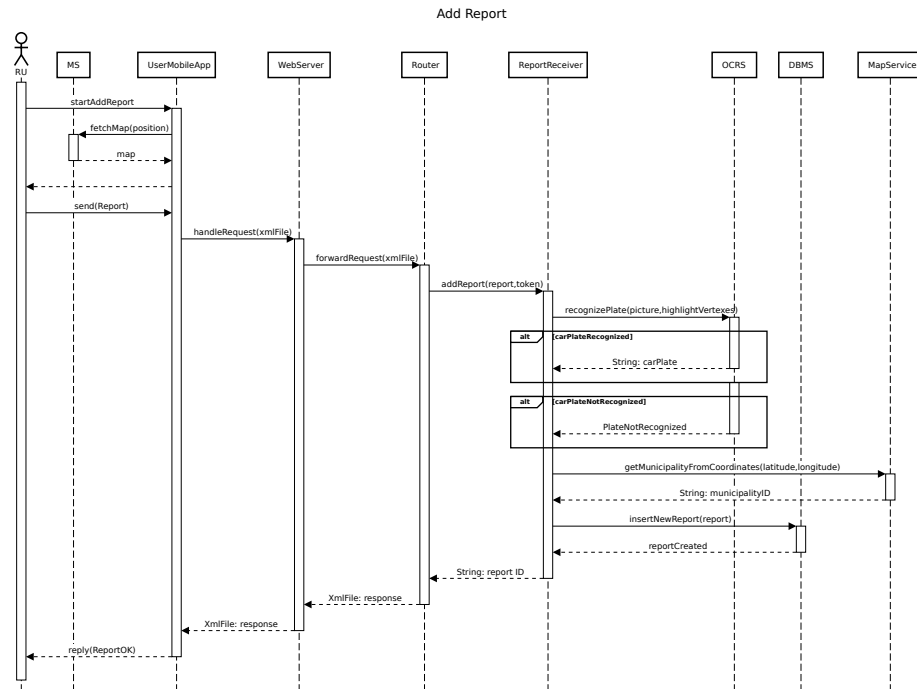 Add Report
RU
MS
UserMobileApp
WebServer
Router
ReportReceiver
OCRS
DBMS
MapService
startAddReport
fetchMap(position)
map
send(Report)
handleRequest(xmlFile)
forwardRequest(xmlFile)
addReport(report,token)
recognizePlate(picture,highlightVertexes)
alt [carPlateRecognized]
String: carPlate
alt [carPlateNotRecognized]
PlateNotRecognized
getMunicipalityFromCoordinates(latitude,longitude)
String: municipalityID
insertNewReport(report)
reportCreated
String: report ID
XmlFile: response
XmlFile: response
reply(ReportOK)